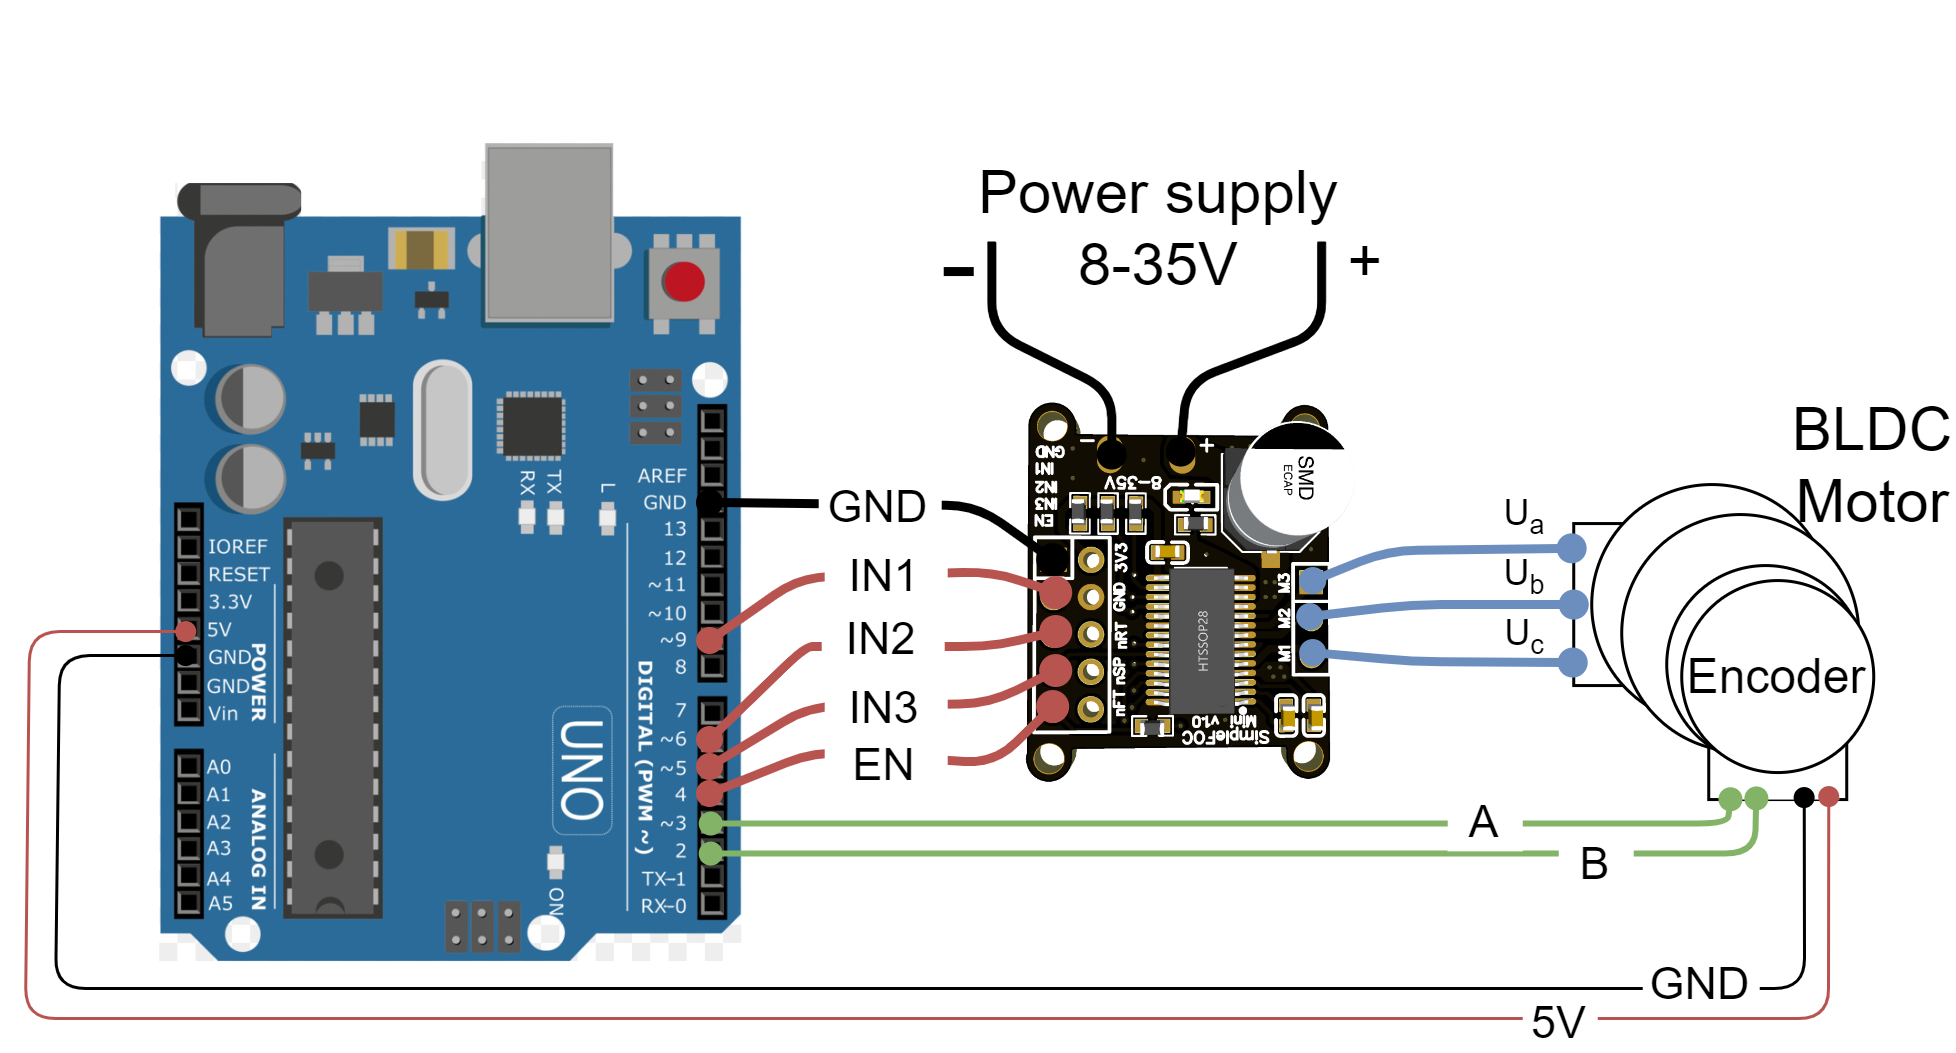 Power supply
8-35V
-
+
BLDC
Motor
Ua
Ub
Uc
Encoder
GND
IN1
IN2
IN3
EN
A
B
GND
5V
RX
TX
L
AREF
GND
13
12
~11
~10
~9
8
7
~6
~5
4
~3
2
TX-1
RX-0
DIGITAL (PWM ~)
IOREF
RESET
3.3V
5V
GND
GND
Vin
POWER
A0
A1
A2
A3
A4
A5
ANALOG IN
UNO
ON
-
+
GND
IN1
IN2
IN3
EN
8-35V
SMD
ECAP
3V3
GND
nRT
nSP
nFT
HTSSOP28
M3
M2
M1
SimpleFOC
Mini
v1.0